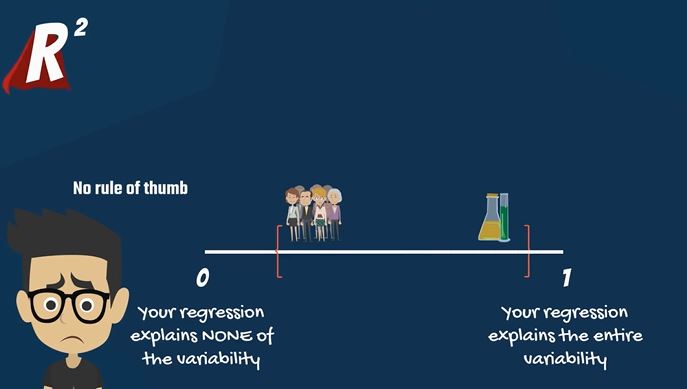 R²
No rule of thumb
0
1
Your regression
explains NONE of
the variability
Your regression
explains the entire
variability